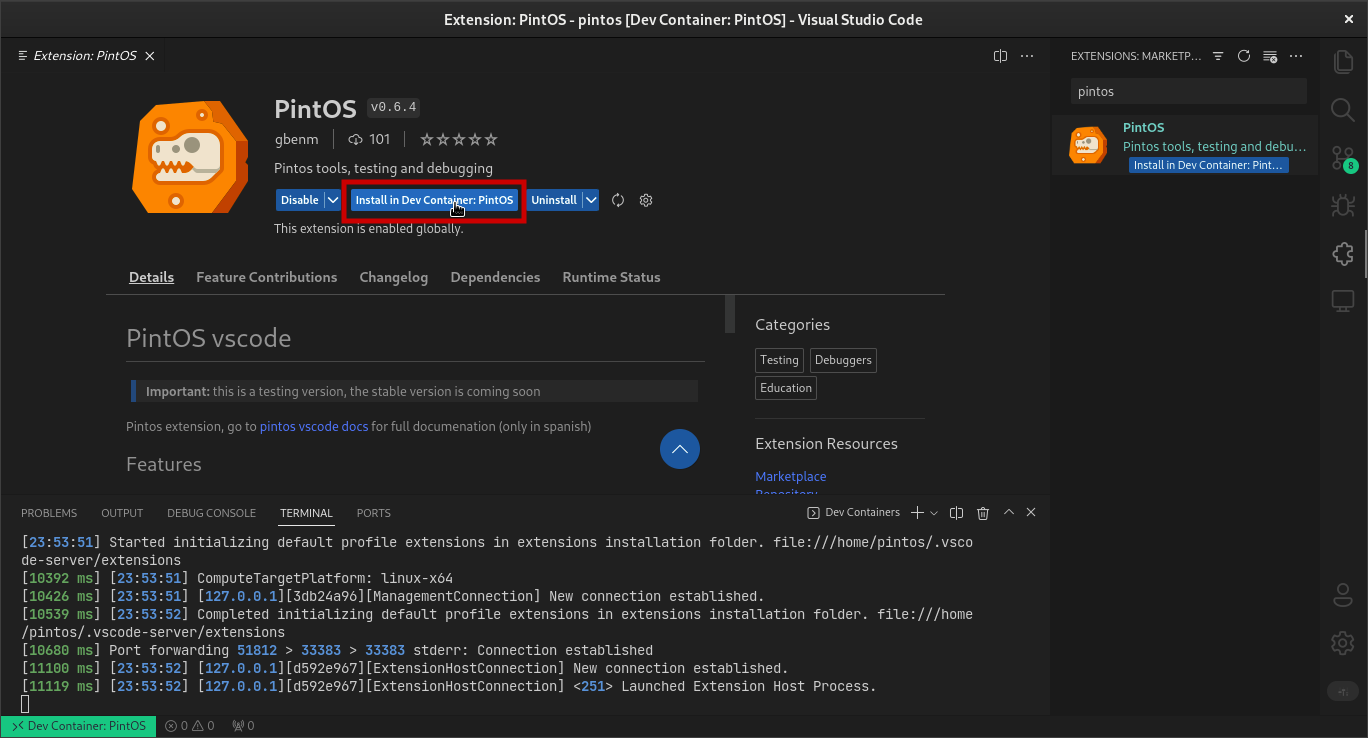 Extension: PintOS - pintos [Dev Container: PintOS] - Visual Studio Code
Extension: PintOS
EXTENSIONS: MARKETP...
pintos
PintOS
Pintos tools, testing and debu...
Install in Dev Container: Pint...
8
PintOS v0.6.4
gbenm 101
Pintos tools, testing and debugging
Disable Install in Dev Container: PintOS Uninstall
This extension is enabled globally.
Details Feature Contributions Changelog Dependencies Runtime Status
PintOS vscode
Important: this is a testing version, the stable version is coming soon
Pintos extension, go to pintos vscode docs for full documenation (only in spanish)
Features
Categories
Testing Debuggers
Education
Extension Resources
Marketplace
Repository
PROBLEMS OUTPUT DEBUG CONSOLE TERMINAL PORTS Dev Containers
[23:53:51] Started initializing default profile extensions in extensions installation folder. file:///home/pintos/.vsco
de-server/extensions
[10392 ms] [23:53:51] ComputeTargetPlatform: linux-x64
[10426 ms] [23:53:51] [127.0.0.1][3db24a96][ManagementConnection] New connection established.
[10539 ms] [23:53:52] Completed initializing default profile extensions in extensions installation folder. file:///home
/pintos/.vscode-server/extensions
[10680 ms] Port forwarding 51812 > 33383 > 33383 stderr: Connection established
[11100 ms] [23:53:52] [127.0.0.1][d592e967][ExtensionHostConnection] New connection established.
[11119 ms] [23:53:52] [127.0.0.1][d592e967][ExtensionHostConnection] <251> Launched Extension Host Process.
Dev Container: PintOS 0 0 0